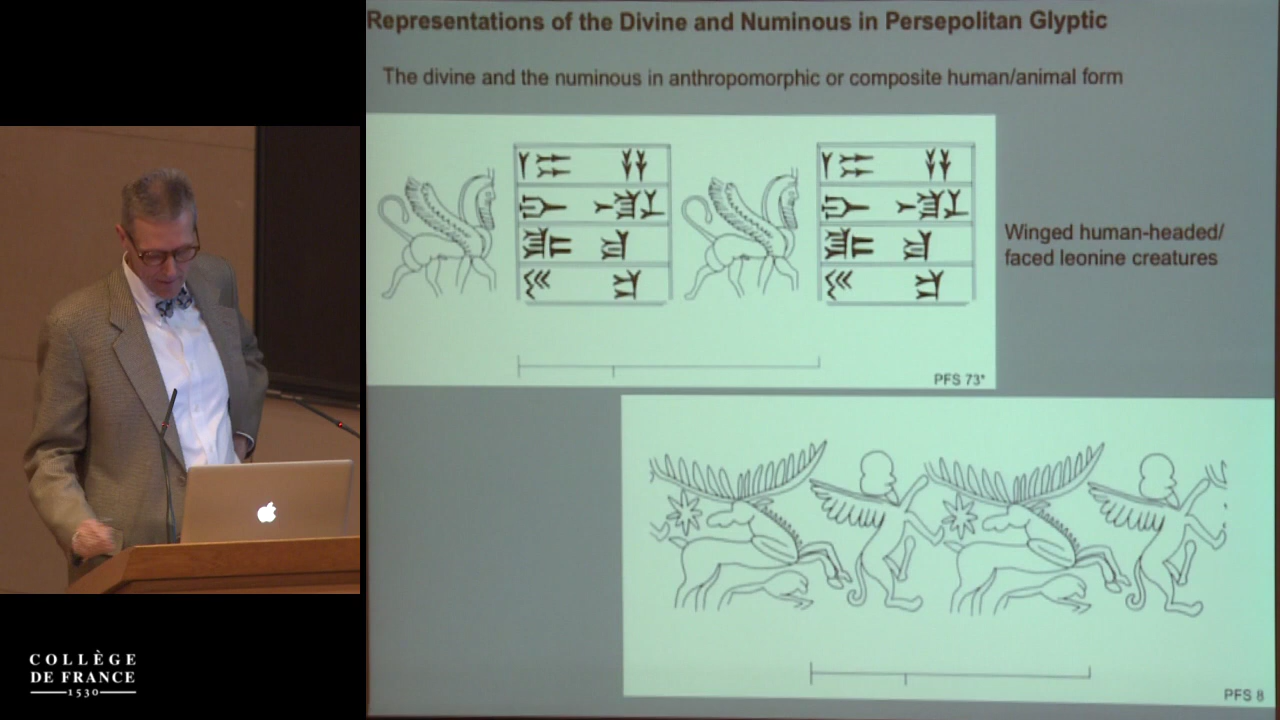 Representations of the Divine and Numinous in Persepolitan Glyptic
The divine and the numinous in anthropomorphic or composite human/animal form
Winged human-headed/
faced leonine creatures
PFS 73*
PFS 8
COLLÈGE
DE FRANCE
1530